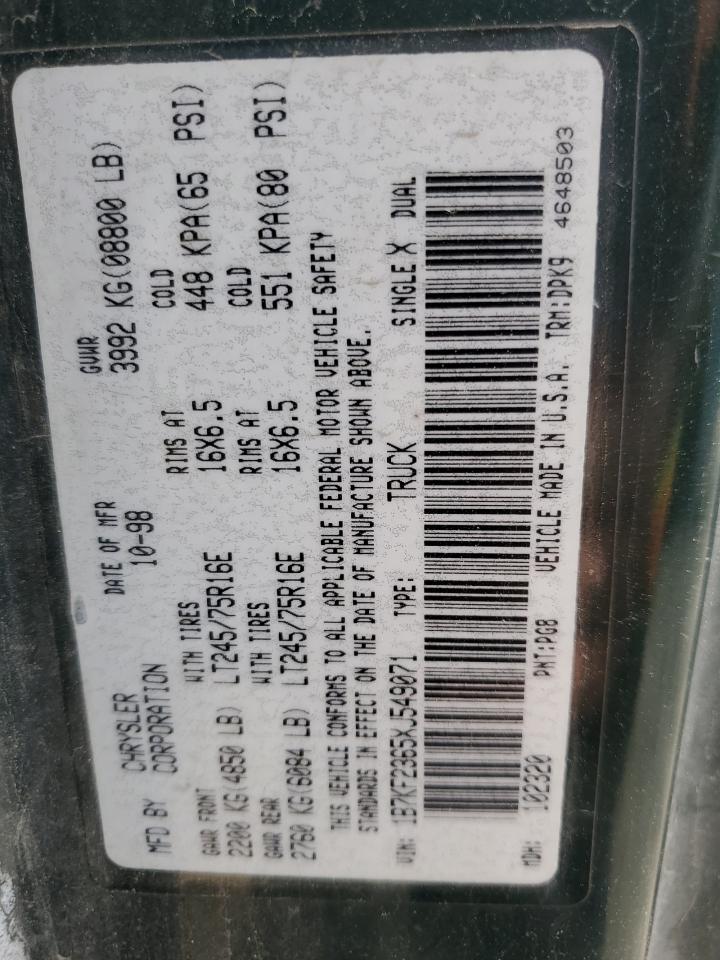 MFD BY CHRYSLER CORPORATION DATE OF MFR 10-98 GVWR 3992 KG(08800 LB)
GAWR FRONT WITH TIRES RIMS AT COLD
2200 KG(4850 LB) LT245/75R16E 16X6.5 448 KPA(65 PSI)
GAWR REAR WITH TIRES RIMS AT COLD
2760 KG(6084 LB) LT245/75R16E 16X6.5 551 KPA(80 PSI)
THIS VEHICLE CONFORMS TO ALL APPLICABLE FEDERAL MOTOR VEHICLE SAFETY
STANDARDS IN EFFECT ON THE DATE OF MANUFACTURE SHOWN ABOVE.
VIN: 1B7KF2365XJ549071 TYPE: TRUCK SINGLE X DUAL
MDH: 102320 PNT:PG8 VEHICLE MADE IN U.S.A. TRM:DPK9
4648503